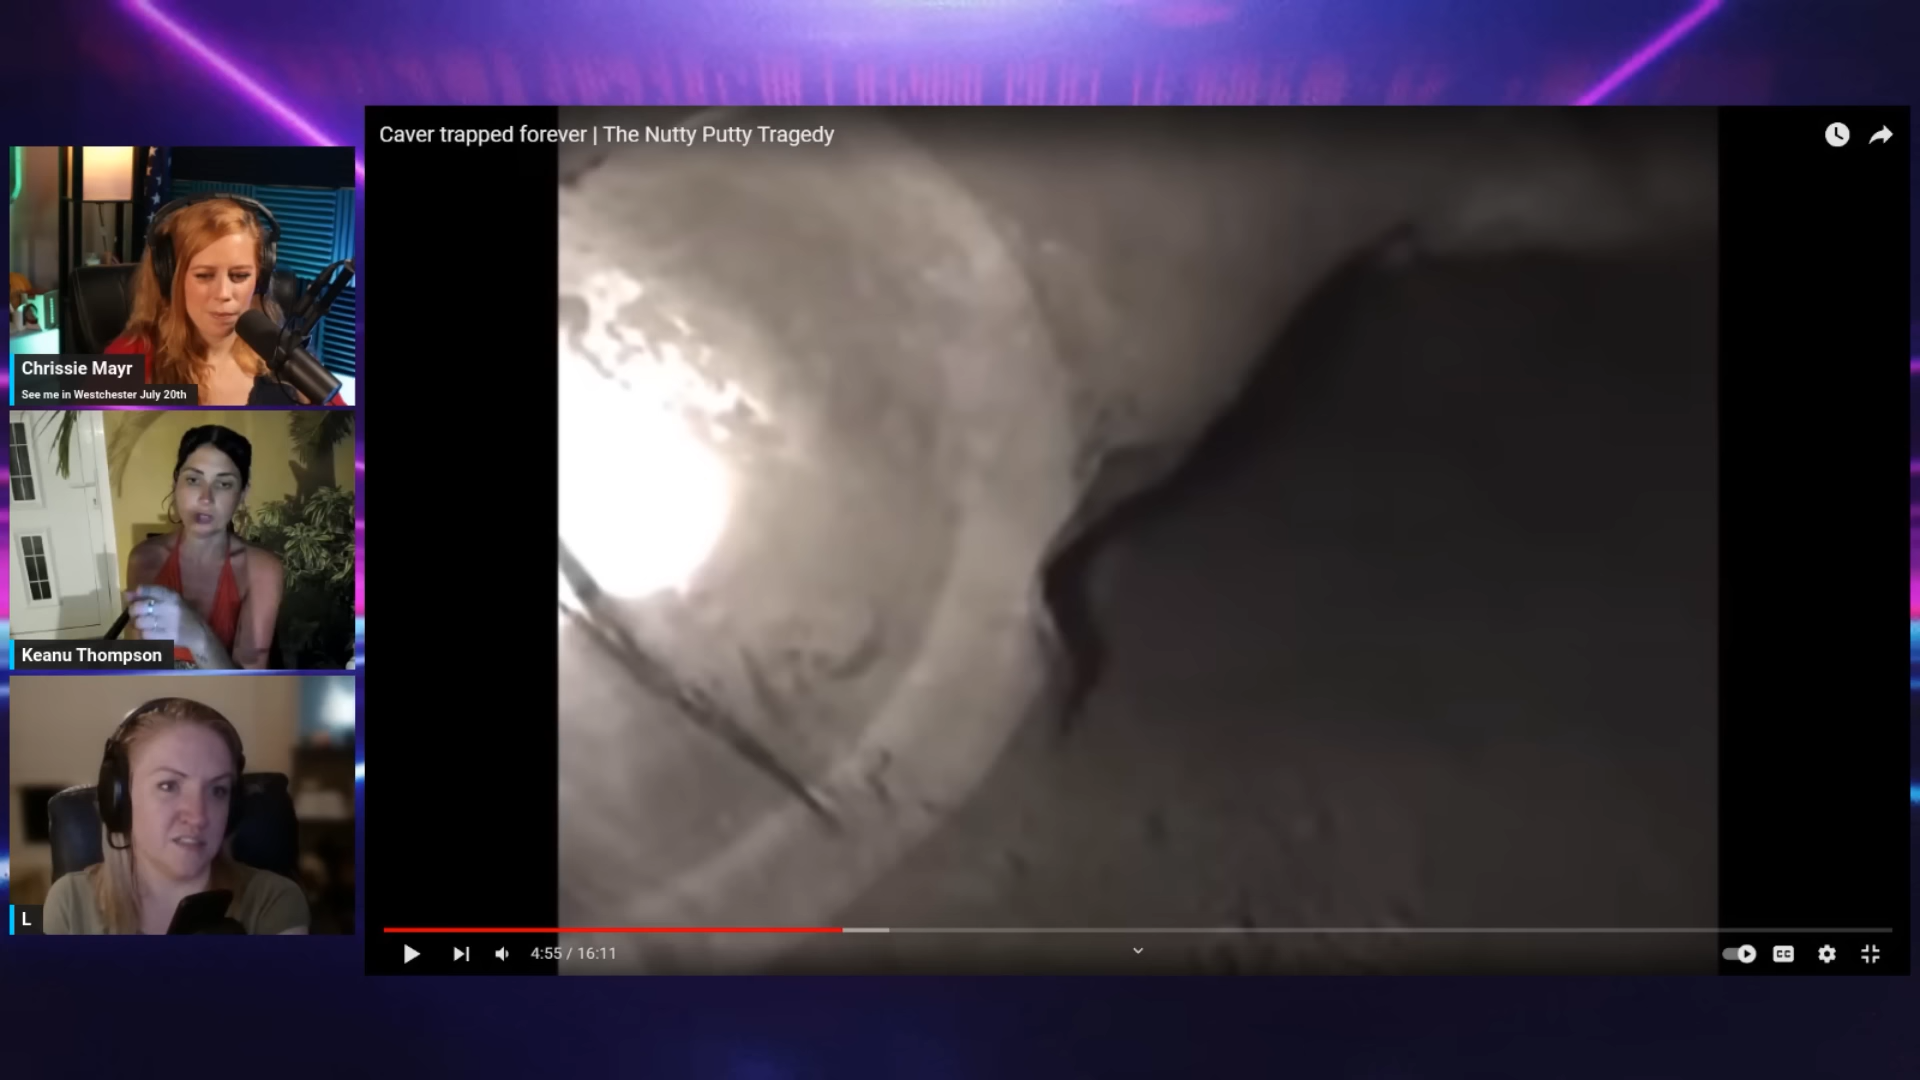 Caver trapped forever | The Nutty Putty Tragedy
Chrissie Mayr
See me in Westchester July 20th
Keanu Thompson
L
4:55 / 16:11
CC